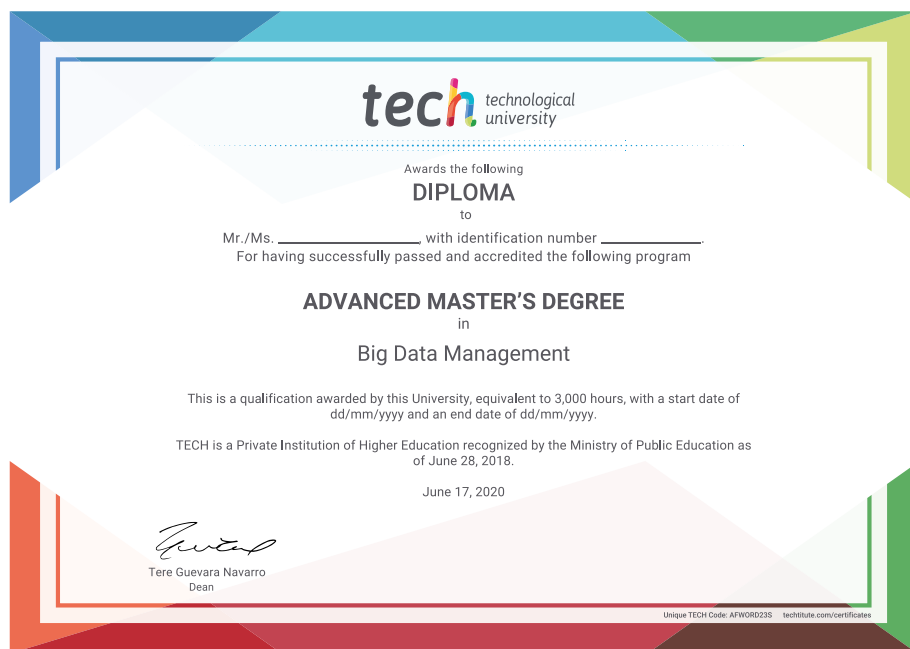 tech technological
university
Awards the following
DIPLOMA
to
Mr./Ms. ____________________, with identification number ______________.
For having successfully passed and accredited the following program
ADVANCED MASTER'S DEGREE
in
Big Data Management
This is a qualification awarded by this University, equivalent to 3,000 hours, with a start date of
dd/mm/yyyy and an end date of dd/mm/yyyy.
TECH is a Private Institution of Higher Education recognized by the Ministry of Public Education as
of June 28, 2018.
June 17, 2020
Tere Guevara Navarro
Dean
Unique TECH Code: AFWORD23S techtitute.com/certificates